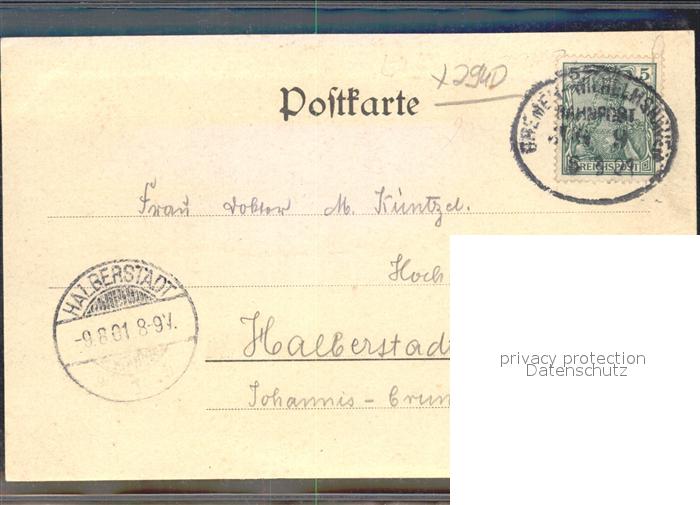 x2940
Postkarte
5 5
BREMEN-WILHELMSHAVEN
BAHNPOST
REICHSPOST
Frau Doktor M. Küntzel.
Hoch
HALBERSTADT
-9.8.01 8-9V.
Halberstad
Johannis-brun
privacy protection
Datenschutz